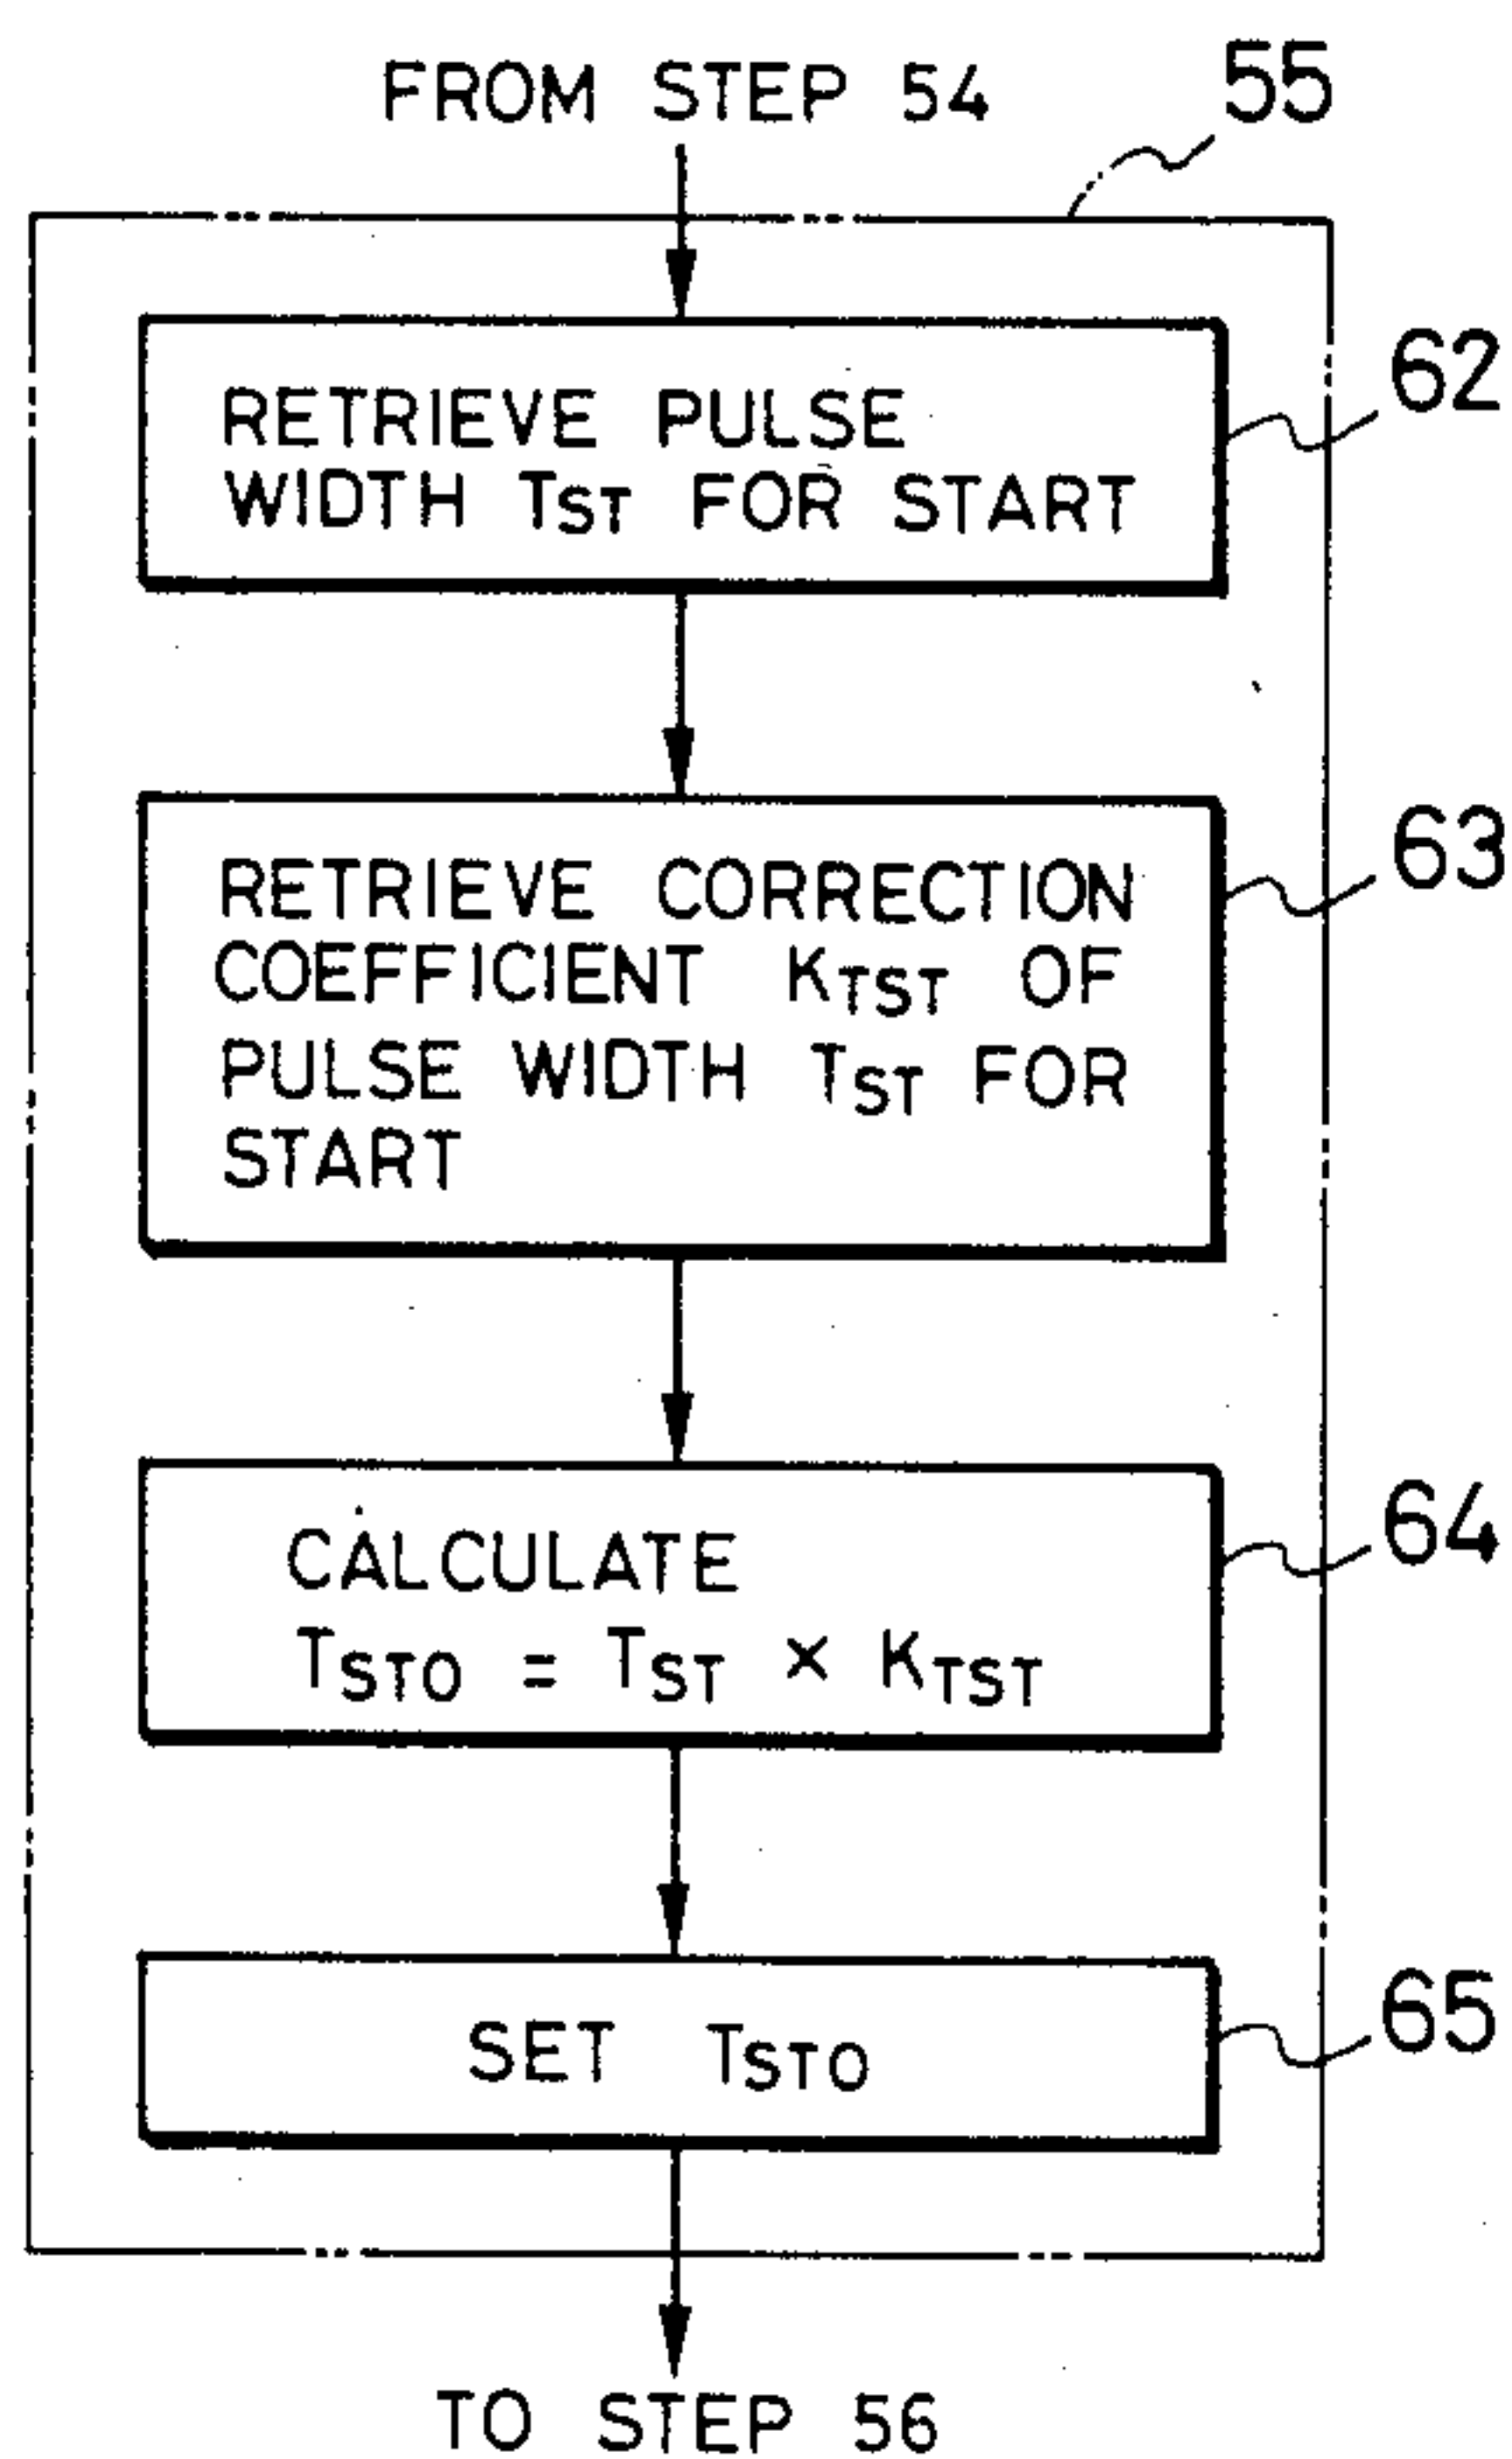 FROM STEP 54
55
RETRIEVE PULSE
WIDTH TST FOR START
62
RETRIEVE CORRECTION
COEFFICIENT KTST OF
PULSE WIDTH TST FOR
START
63
CALCULATE
TSTO = TST × KTST
64
SET TSTO
65
TO STEP 56